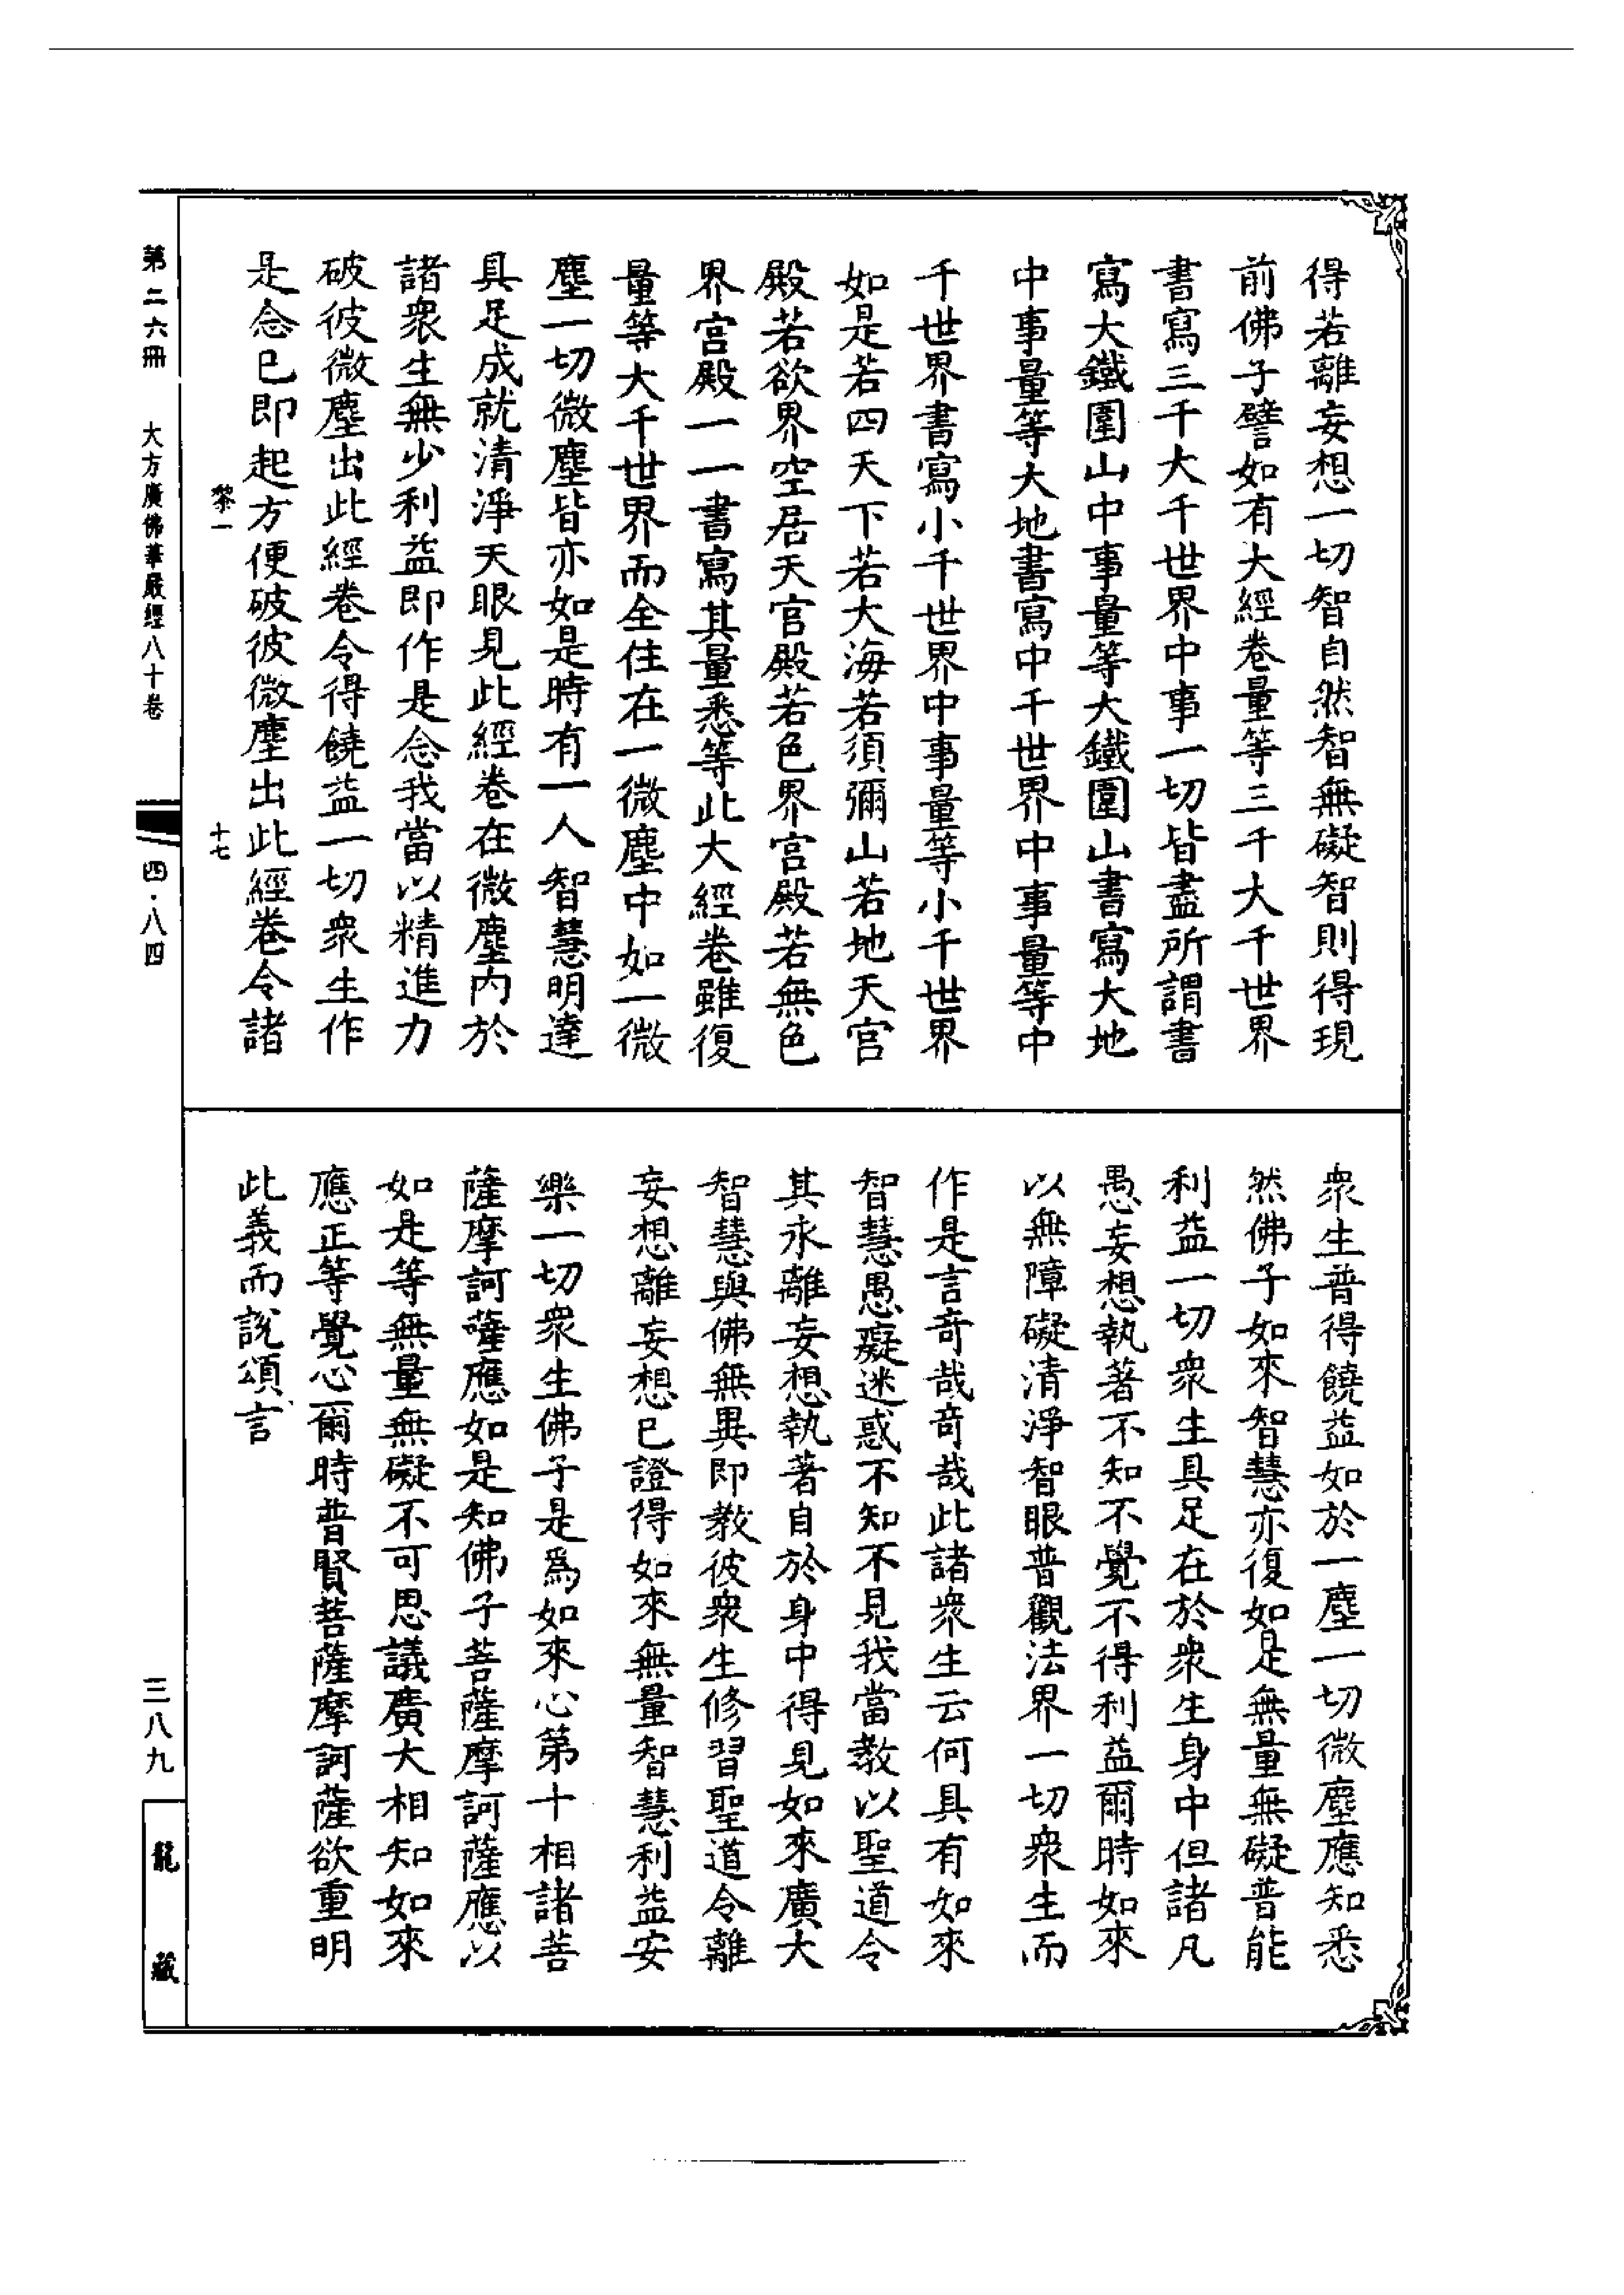 得若離妄想一切智自然智無礙智則得現
前佛子譬如有大經卷量等三千大千世界
書寫三千大千世界中事一切皆盡所謂書
寫大鐵圍山中事量等大鐵圍山書寫大地
中事量等大地書寫中千世界中事量等中
千世界書寫小千世界中事量等小千世界
如是若四天下若大海若須彌山若地天宮
殿若欲界空居天宮殿若色界宮殿若無色
界宮殿一一書寫其量悉等此大經卷雖復
量等大千世界而全住在一微塵中如一微
塵一切微塵皆亦如是時有一人智慧明達
具足成就清淨天眼見此經卷在微塵內於
諸衆生無少利益即作是念我當以精進力
破彼微塵出此經卷令得饒益一切衆生作
是念已即起方便破彼微塵出此經卷令諸
黎一
十七
衆生普得饒益如於一塵一切微塵應知悉
然佛子如來智慧亦復如是無量無礙普能
利益一切衆生具足在於衆生身中但諸凡
愚妄想執著不知不覺不得利益爾時如來
以無障礙清淨智眼普觀法界一切衆生而
作是言奇哉奇哉此諸衆生云何具有如來
智慧愚癡迷惑不知不見我當教以聖道令
其永離妄想執著自於身中得見如來廣大
智慧與佛無異即教彼衆生修習聖道令離
妄想離妄想已證得如來無量智慧利益安
樂一切衆生佛子是爲如來心第十相諸菩
薩摩訶薩應如是知佛子菩薩摩訶薩應以
如是等無量無礙不可思議廣大相知如來
應正等覺心爾時普賢菩薩摩訶薩欲重明
此義而說頌言
第二六冊
大方廣佛華嚴經八十卷
四·八四
三八九
龍藏